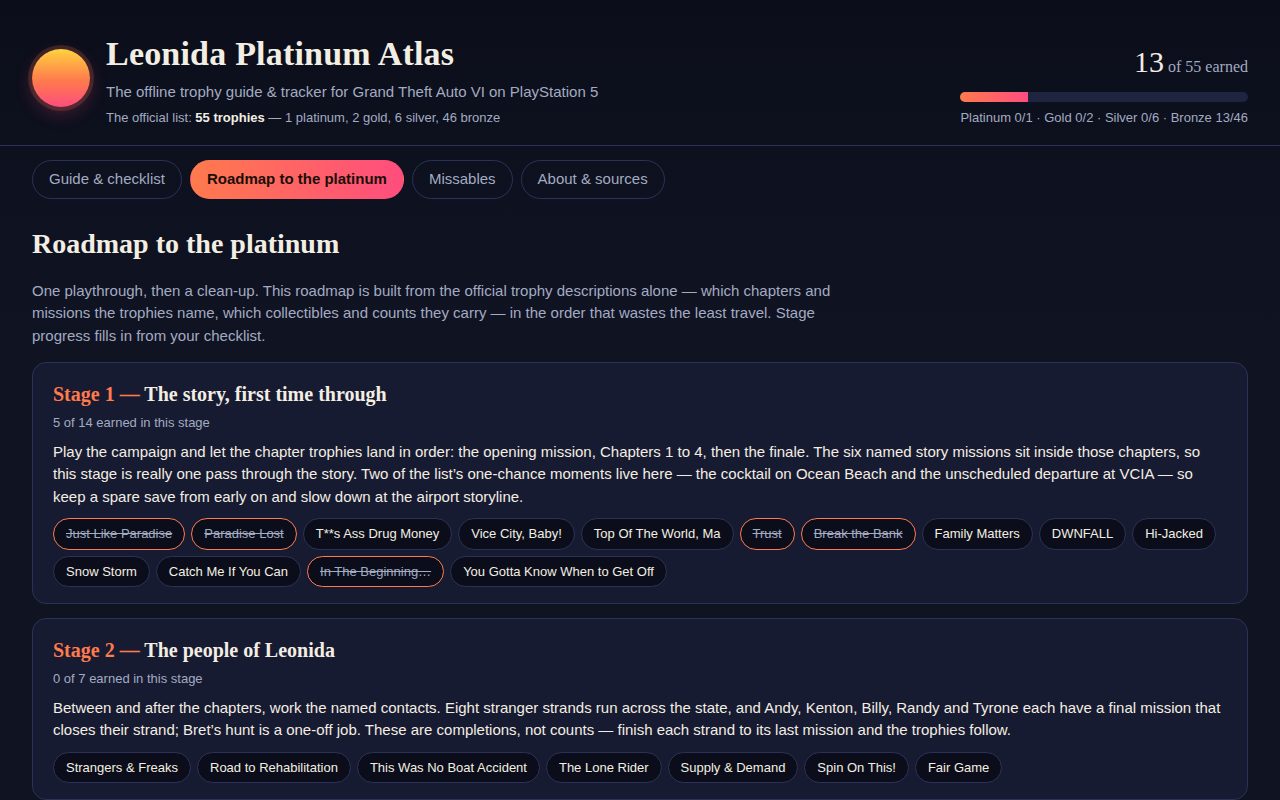 Leonida Platinum Atlas
The offline trophy guide & tracker for Grand Theft Auto VI on PlayStation 5
The official list: 55 trophies — 1 platinum, 2 gold, 6 silver, 46 bronze
13 of 55 earned
Platinum 0/1 · Gold 0/2 · Silver 0/6 · Bronze 13/46
Guide & checklist
Roadmap to the platinum
Missables
About & sources
Roadmap to the platinum
One playthrough, then a clean-up. This roadmap is built from the official trophy descriptions alone — which chapters and
missions the trophies name, which collectibles and counts they carry — in the order that wastes the least travel. Stage
progress fills in from your checklist.
Stage 1 — The story, first time through
5 of 14 earned in this stage
Play the campaign and let the chapter trophies land in order: the opening mission, Chapters 1 to 4, then the finale. The six named story missions sit inside those chapters, so
this stage is really one pass through the story. Two of the list’s one-chance moments live here — the cocktail on Ocean Beach and the unscheduled departure at VCIA — so
keep a spare save from early on and slow down at the airport storyline.
Just Like Paradise
Paradise Lost
T**s Ass Drug Money
Vice City, Baby!
Top Of The World, Ma
Trust
Break the Bank
Family Matters
DWNFALL
Hi-Jacked
Snow Storm
Catch Me If You Can
In The Beginning…
You Gotta Know When to Get Off
Stage 2 — The people of Leonida
0 of 7 earned in this stage
Between and after the chapters, work the named contacts. Eight stranger strands run across the state, and Andy, Kenton, Billy, Randy and Tyrone each have a final mission that
closes their strand; Bret’s hunt is a one-off job. These are completions, not counts — finish each strand to its last mission and the trophies follow.
Strangers & Freaks
Road to Rehabilitation
This Was No Boat Accident
The Lone Rider
Supply & Demand
Spin On This!
Fair Game